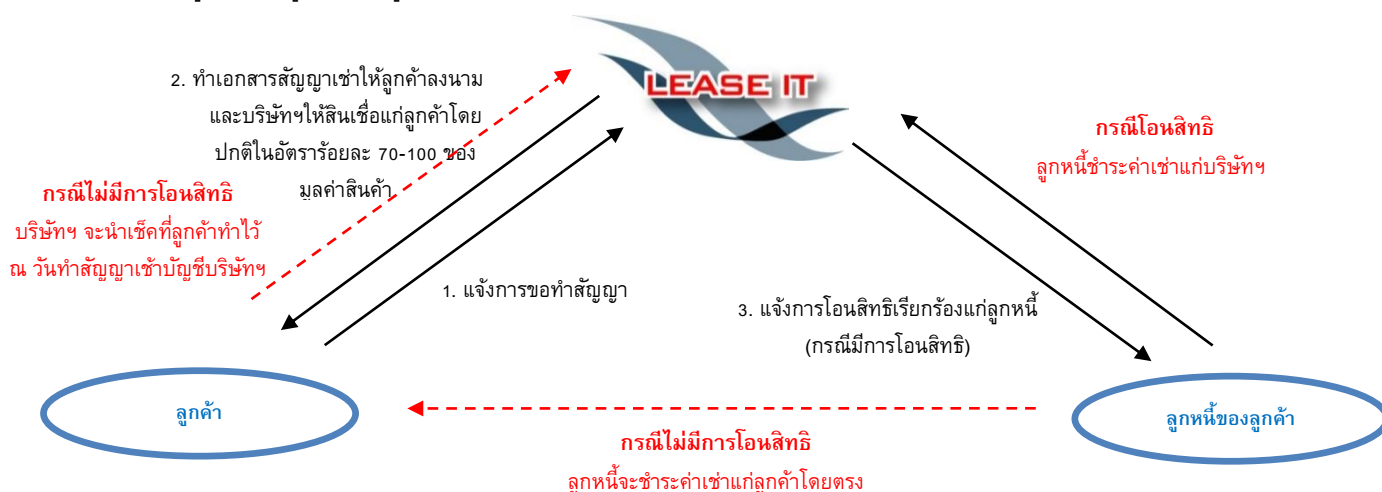 LEASE IT
2. ทำเอกสารสัญญาเช่าให้ลูกค้าลงนาม
และบริษัทฯให้สินเชื่อแก่ลูกค้าโดย
ปกติในอัตราร้อยละ 70-100 ของ
มูลค่าสินค้า
กรณีไม่มีการโอนสิทธิ
บริษัทฯ จะนำเช็คที่ลูกค้าทำไว้
ณ วันทำสัญญาเช้าบัญชีบริษัทฯ
กรณีโอนสิทธิ
ลูกหนี้ชำระค่าเช่าแก่บริษัทฯ
1. แจ้งการขอทำสัญญา
3. แจ้งการโอนสิทธิเรียกร้องแก่ลูกหนี้
(กรณีมีการโอนสิทธิ)
ลูกค้า
ลูกหนี้ของลูกค้า
กรณีไม่มีการโอนสิทธิ
ลูกหนี้จะชำระค่าเช่าแก่ลูกค้าโดยตรง